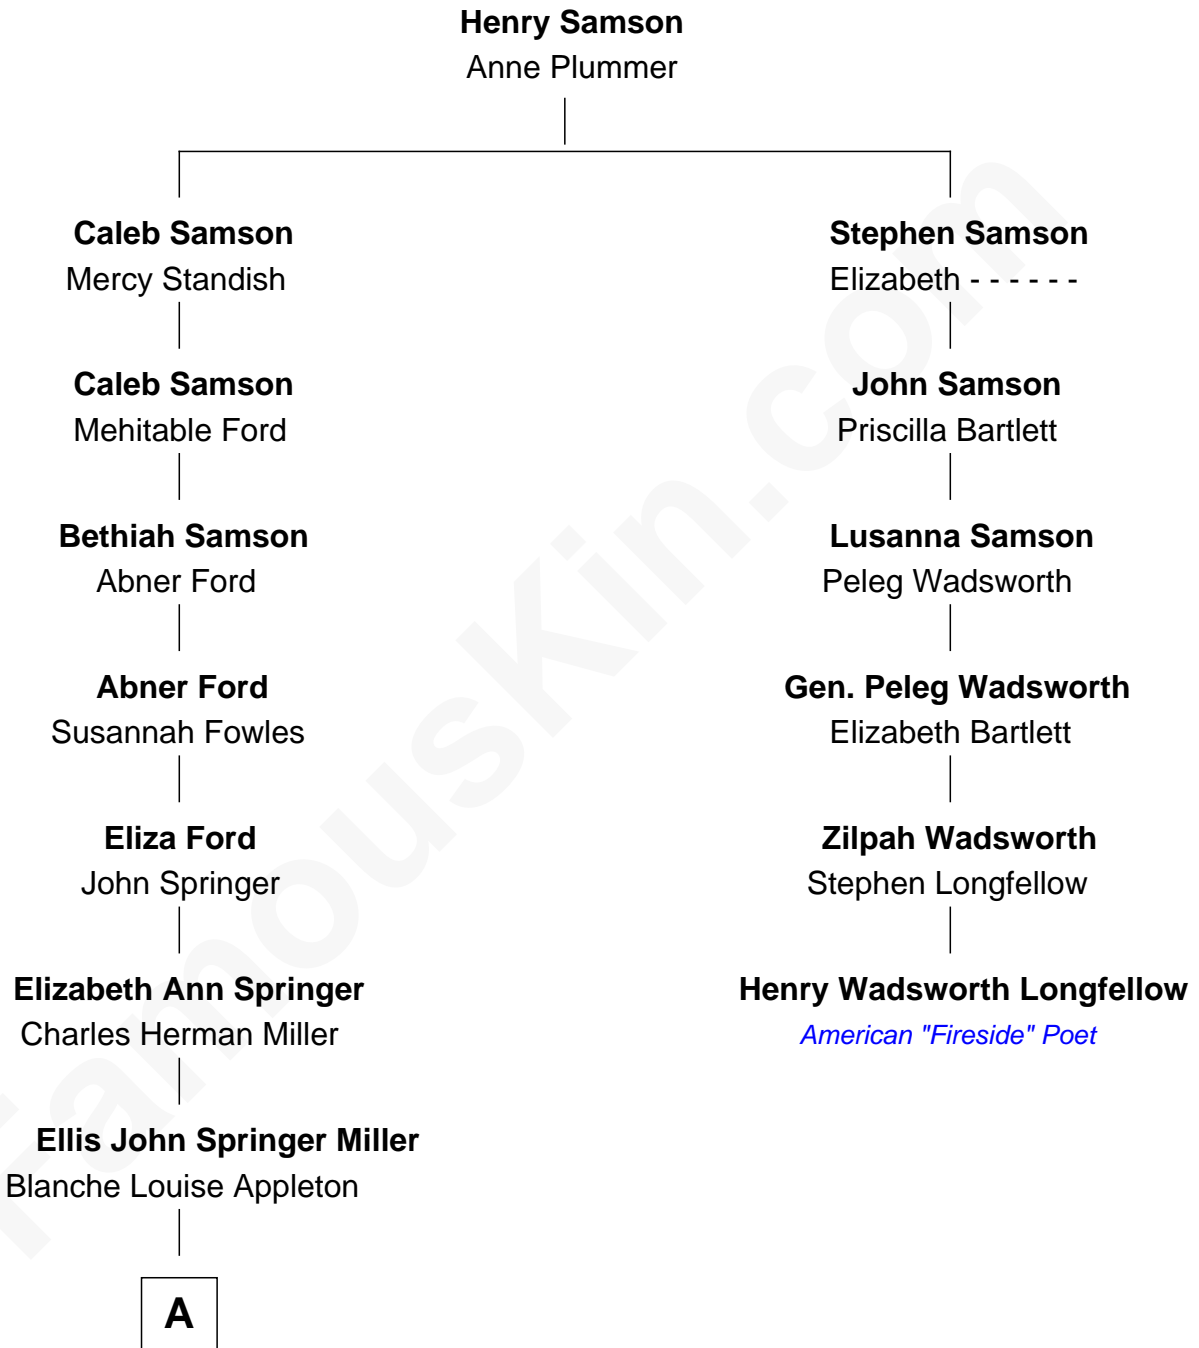 Henry Samson
Anne Plummer
Caleb Samson
Mercy Standish
Stephen Samson
Elizabeth - - - - - -
Caleb Samson
Mehitable Ford
John Samson
Priscilla Bartlett
Bethiah Samson
Abner Ford
Lusanna Samson
Peleg Wadsworth
Abner Ford
Susannah Fowles
Gen. Peleg Wadsworth
Elizabeth Bartlett
Eliza Ford
John Springer
Zilpah Wadsworth
Stephen Longfellow
Elizabeth Ann Springer
Charles Herman Miller
Henry Wadsworth Longfellow
American "Fireside" Poet
Ellis John Springer Miller
Blanche Louise Appleton
A
FamousKin.com